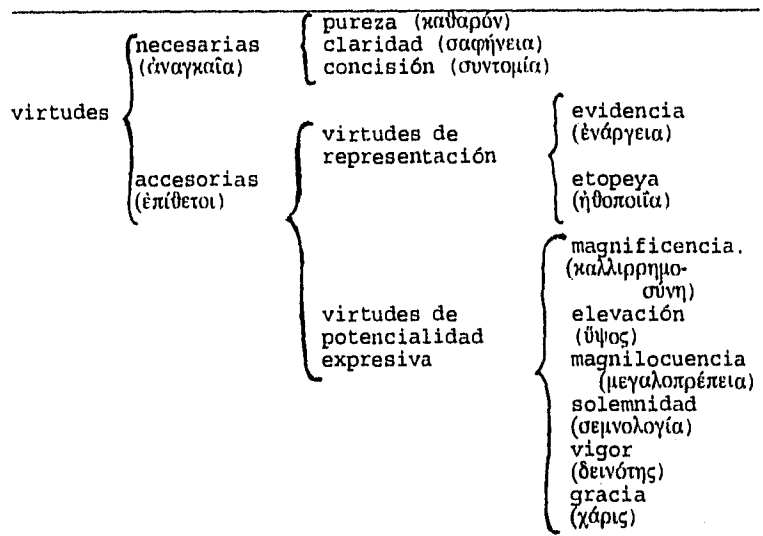 pureza (καθαρόν)
necesarias
claridad (σαφήνεια)
(ἀναγκαῖα)
concisión (συντομία)
virtudes
accesorias
(ἐπίθετοι)
virtudes de
representación
evidencia
(ἐνάργεια)
etopeya
(ἠθοποιΐα)
virtudes de
potencialidad
expresiva
magnificencia.
(καλλιρρημο-
σύνη)
elevación
(ὕψος)
magnilocuencia
(μεγαλοπρέπεια)
solemnidad
(σεμνολογία)
vigor
(δεινότης)
gracia
(χάρις)